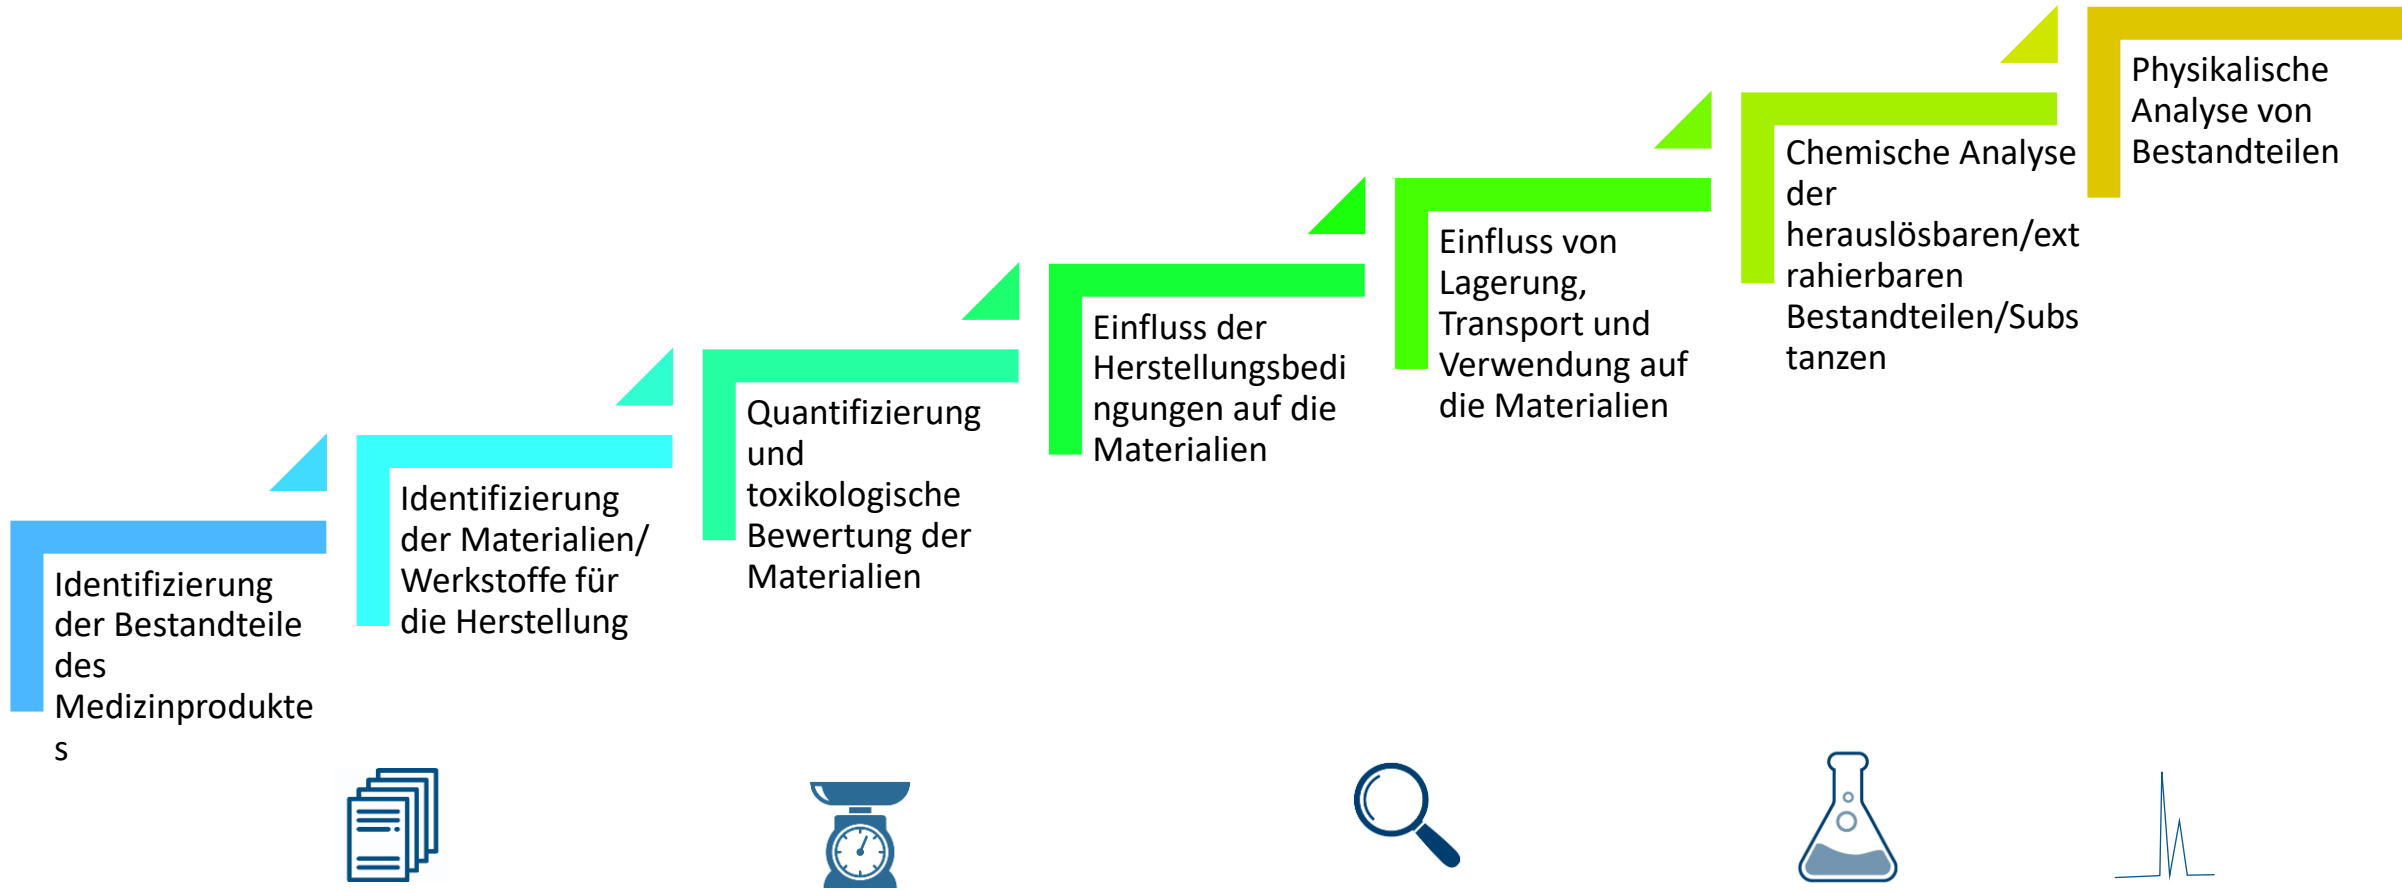 Identifizierung
der Bestandteile
des
Medizinprodukte
s
Identifizierung
der Materialien/
Werkstoffe für
die Herstellung
Quantifizierung
und
toxikologische
Bewertung der
Materialien
Einfluss der
Herstellungsbedi
ngungen auf die
Materialien
Einfluss von
Lagerung,
Transport und
Verwendung auf
die Materialien
Chemische Analyse
der
herauslösbaren/ext
rahierbaren
Bestandteilen/Subs
tanzen
Physikalische
Analyse von
Bestandteilen